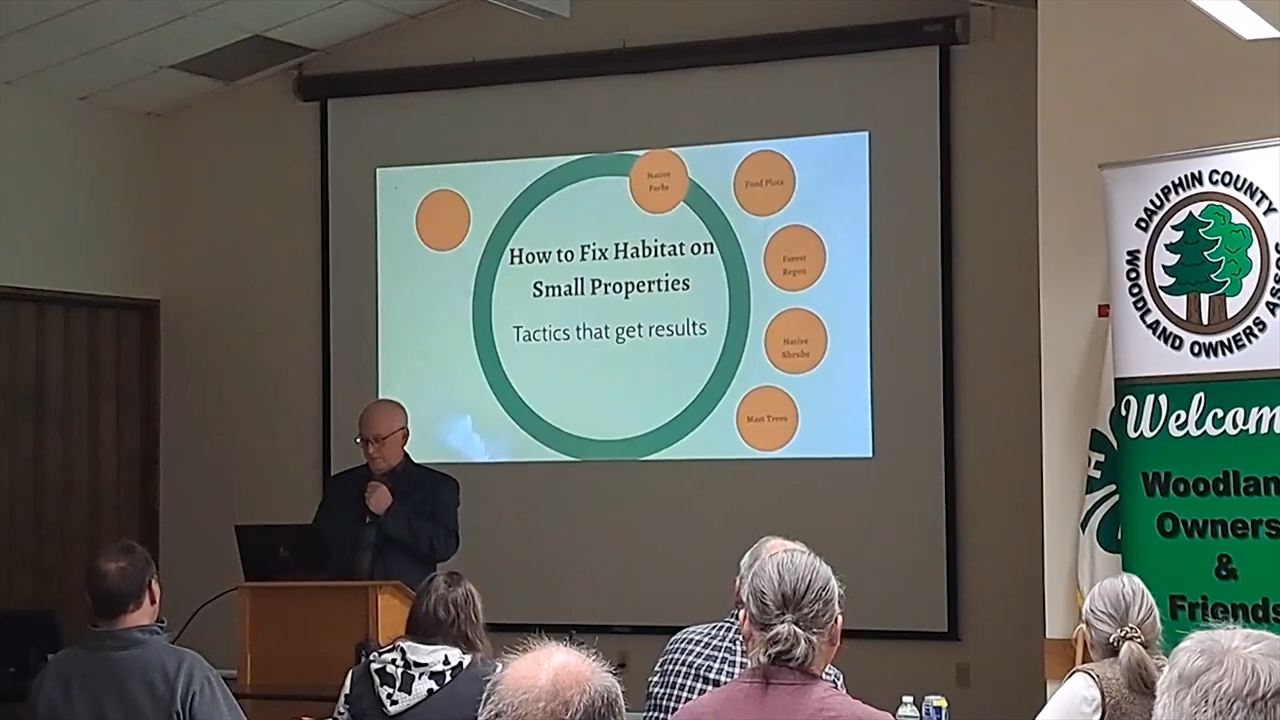 How to Fix Habitat on
Small Properties
Tactics that get results
Native
Forbs
Food Plots
Forest
Regen
Native
Shrubs
Mast Trees
DAUPHIN COUNTY
WOODLAND OWNERS ASSOC
Welcom
Woodlan
Owners
&
Friends
H